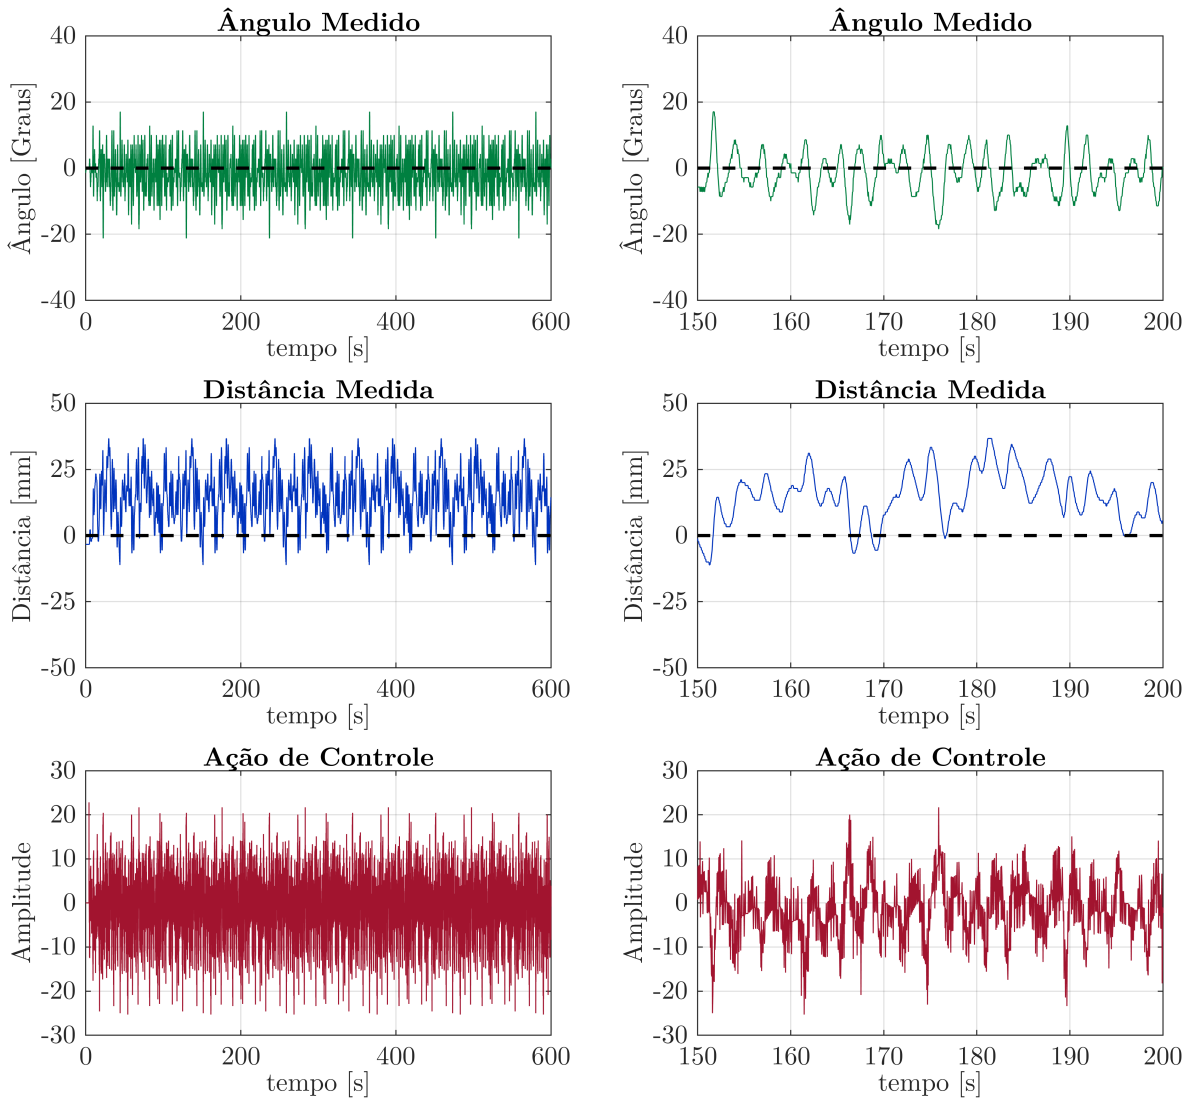 Ângulo Medido
Ângulo [Graus]
40
20
0
-20
-40
0 200 400 600
tempo [s]
Ângulo Medido
Ângulo [Graus]
40
20
0
-20
-40
150 160 170 180 190 200
tempo [s]
Distância Medida
Distância [mm]
50
25
0
-25
-50
0 200 400 600
tempo [s]
Distância Medida
Distância [mm]
50
25
0
-25
-50
150 160 170 180 190 200
tempo [s]
Ação de Controle
Amplitude
30
20
10
0
-10
-20
-30
0 200 400 600
tempo [s]
Ação de Controle
Amplitude
30
20
10
0
-10
-20
-30
150 160 170 180 190 200
tempo [s]